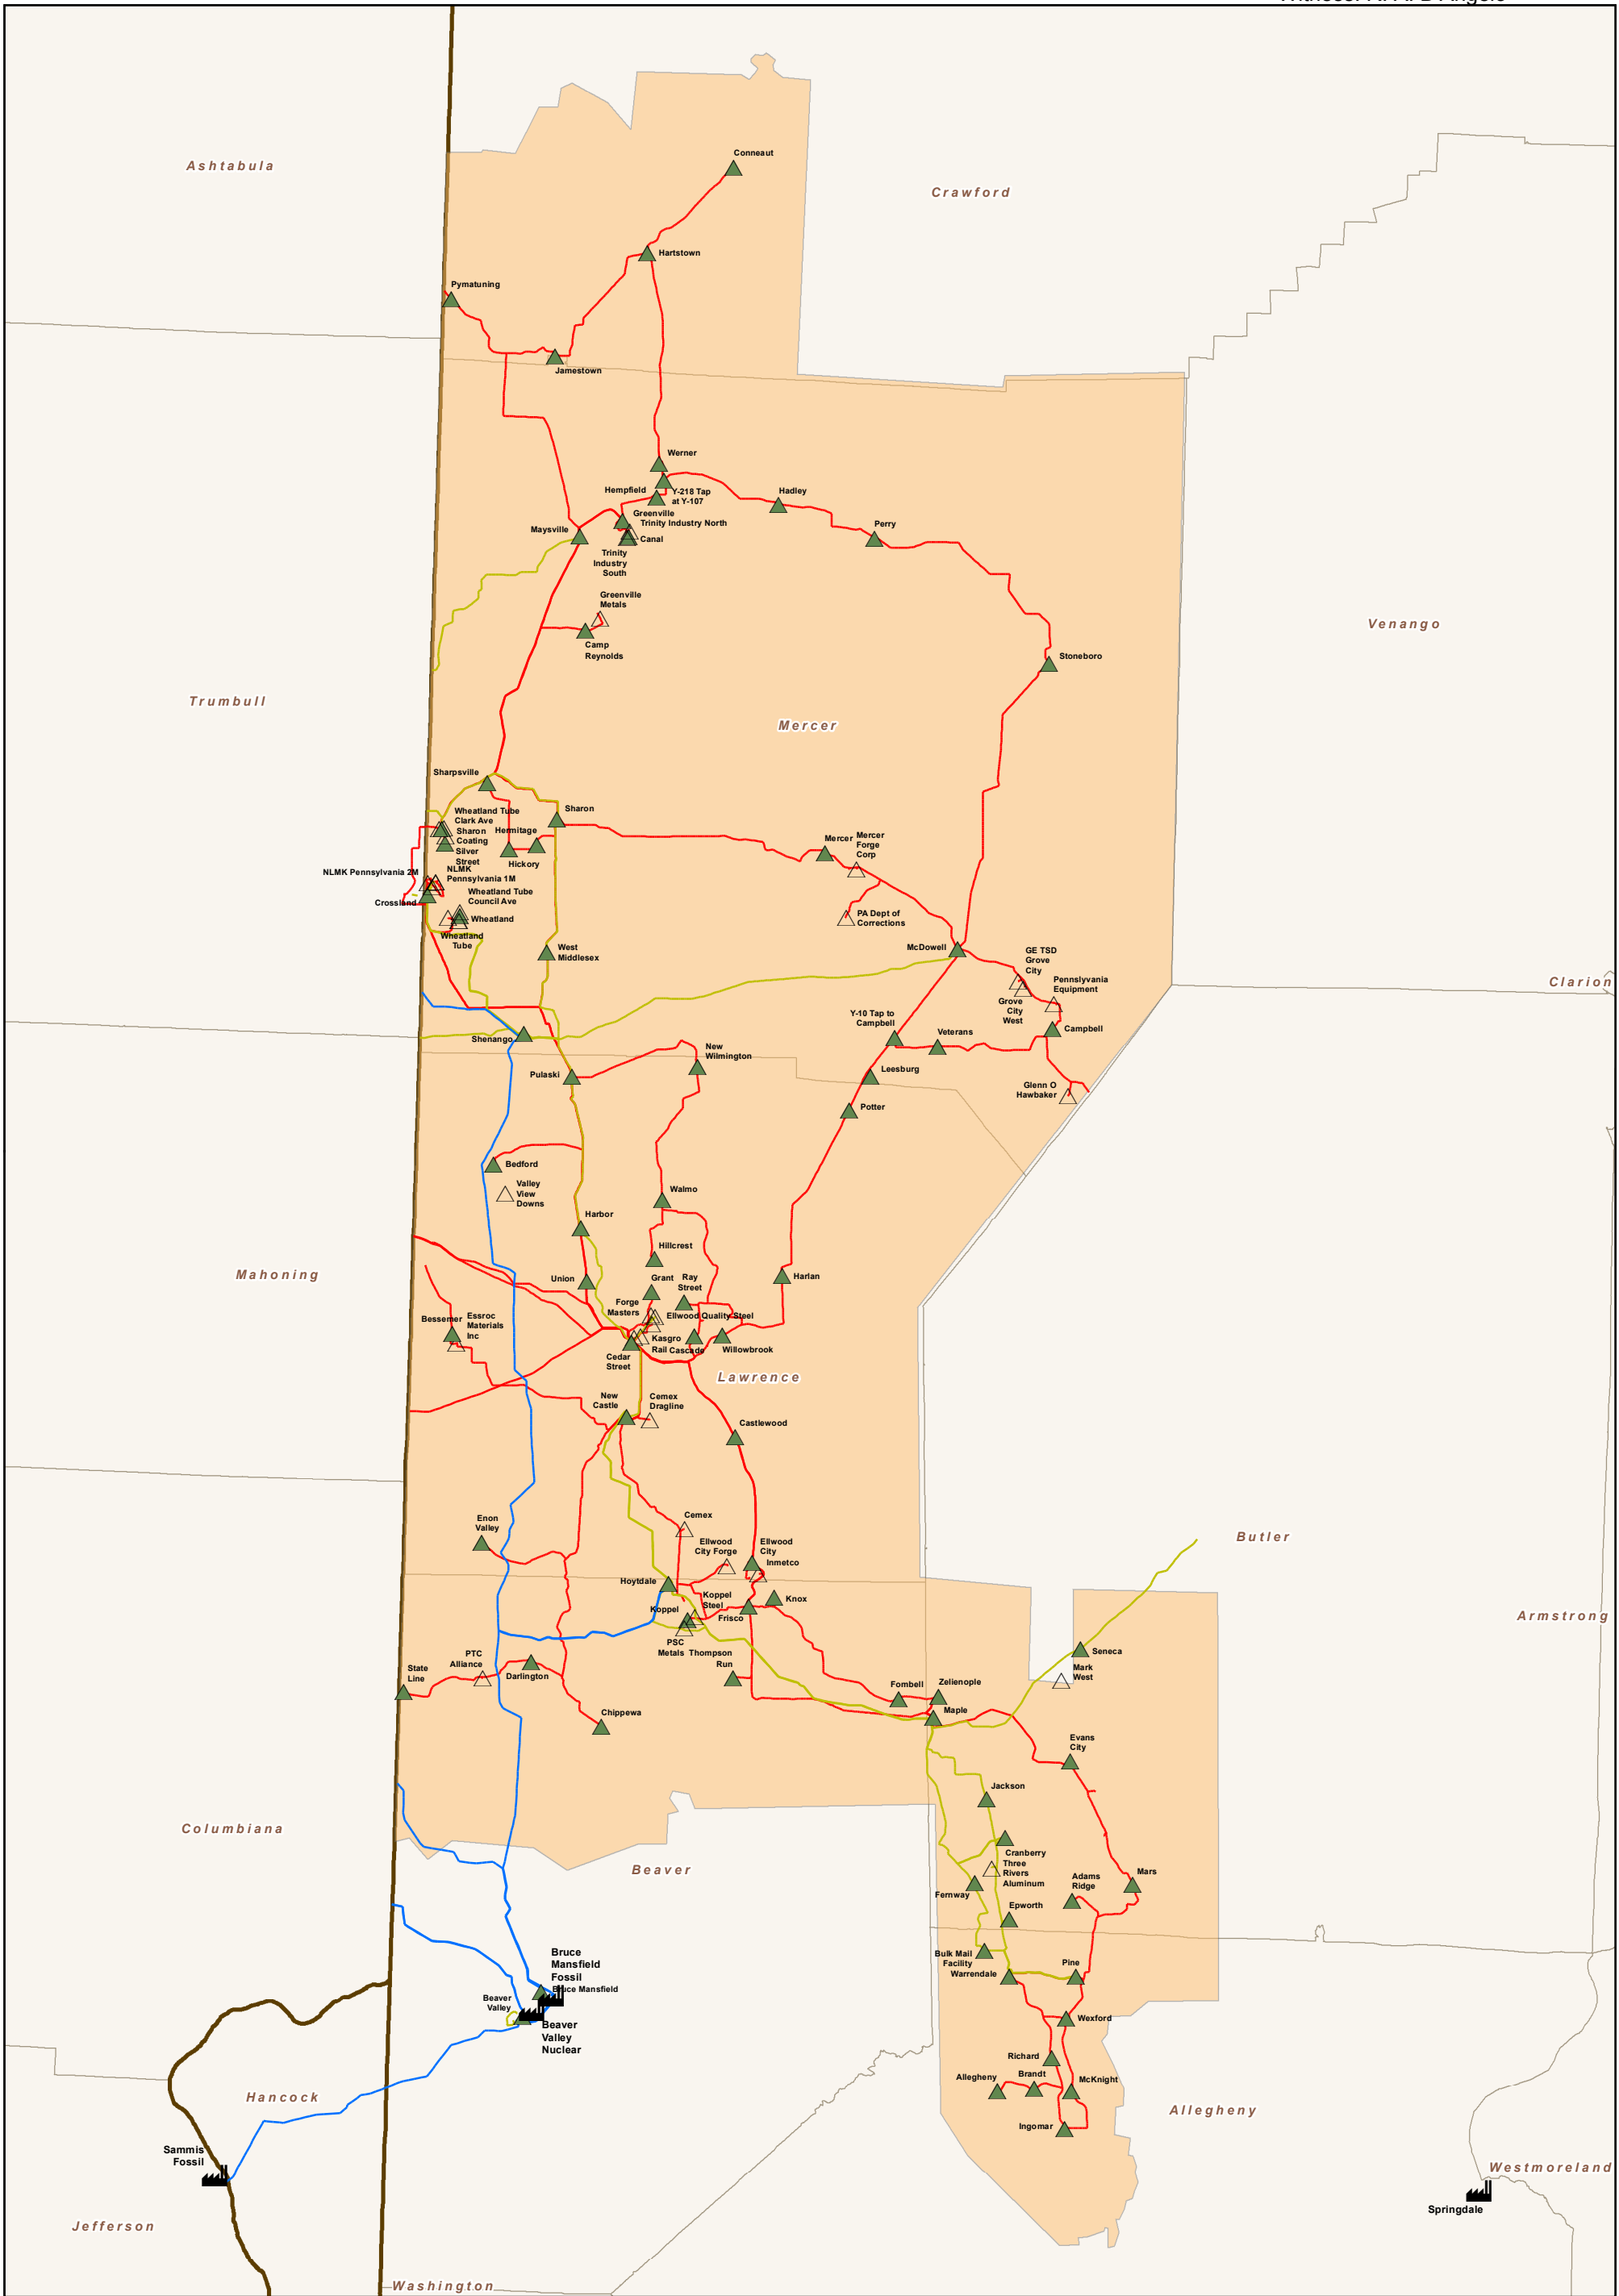 Ashtabula
Conneaut
Crawford
Hartstown
Pymatuning
Jamestown
Werner
Hempfield
Y-218 Tap
at Y-107
Hadley
Greenville
Trinity Industry North
Perry
Maysville
Canal
Trinity
Industry
South
Greenville
Metals
Camp
Reynolds
Venango
Stoneboro
Trumbull
Mercer
Sharpsville
Sharon
Wheatland Tube
Clark Ave
Sharon
Coating
Silver
Street
Hermitage
Hickory
Mercer
Mercer
Forge
Corp
NLMK Pennsylvania 2M
NLMK
Pennsylvania 1M
Crossland
Wheatland Tube
Council Ave
Wheatland
Wheatland
Tube
PA Dept of
Corrections
West
Middlesex
McDowell
GE TSD
Grove
City
Pennslyvania
Equipment
Clarion
Grove
City
West
Y-10 Tap to
Campbell
Veterans
Campbell
Shenango
New
Wilmington
Pulaski
Leesburg
Glenn O
Hawbaker
Potter
Bedford
Valley
View
Downs
Walmo
Harbor
Hillcrest
Mahoning
Union
Grant
Ray
Street
Harlan
Forge
Masters
Ellwood Quality Steel
Bessemer
Essroc
Materials
Inc
Kasgro
Rail
Cascade
Willowbrook
Cedar
Street
Lawrence
New
Castle
Cemex
Dragline
Castlewood
Cemex
Enon
Valley
Ellwood
City Forge
Ellwood
City
Inmetco
Butler
Hoytdale
Koppel
Steel
Knox
Koppel
Frisco
Armstrong
PSC
Metals
Thompson
Run
Seneca
Mark
West
State
Line
PTC
Alliance
Darlington
Fombell
Zelienople
Maple
Chippewa
Evans
City
Jackson
Columbiana
Beaver
Cranberry
Three
Rivers
Aluminum
Fernway
Adams
Ridge
Mars
Epworth
Bulk Mail
Facility
Warrendale
Pine
Bruce
Mansfield
Fossil
Bruce Mansfield
Beaver
Valley
Beaver
Valley
Nuclear
Wexford
Richard
Hancock
Allegheny
Brandt
McKnight
Allegheny
Ingomar
Sammis
Fossil
Westmoreland
Springdale
Jefferson
Washington